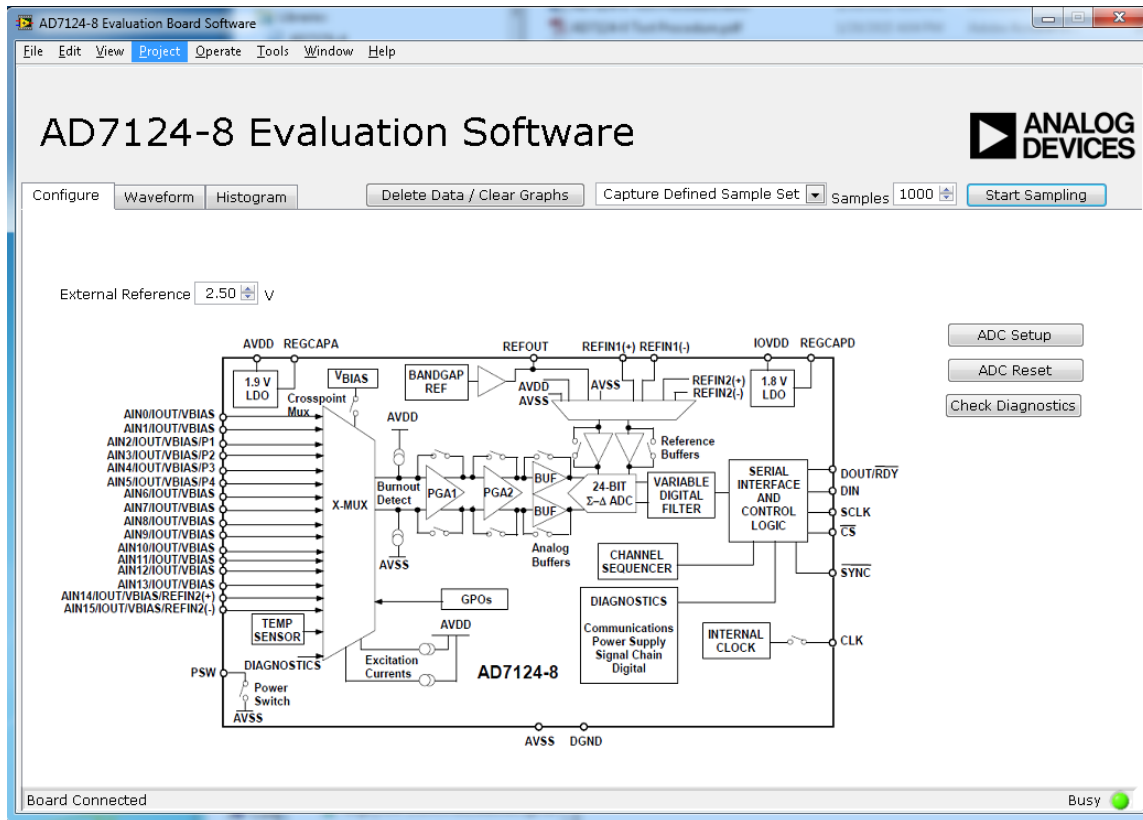 AD7124-8 Evaluation Board Software
File Edit View Project Operate Tools Window Help
AD7124-8 Evaluation Software
ANALOG
DEVICES
Configure Waveform Histogram Delete Data / Clear Graphs Capture Defined Sample Set Samples 1000 Start Sampling
External Reference 2.50 V
ADC Setup
ADC Reset
Check Diagnostics
AVDD REGCAPA REFOUT REFIN1(+) REFIN1(-) IOVDD REGCAPD
1.9 V
LDO
VBIAS
BANDGAP
REF
AVDD
AVSS
AVSS
REFIN2(+)
REFIN2(-)
1.8 V
LDO
Crosspoint
Mux
AVDD
AIN0/IOUT/VBIAS
AIN1/IOUT/VBIAS
AIN2/IOUT/VBIAS/P1
AIN3/IOUT/VBIAS/P2
AIN4/IOUT/VBIAS/P3
AIN5/IOUT/VBIAS/P4
AIN6/IOUT/VBIAS
AIN7/IOUT/VBIAS
AIN8/IOUT/VBIAS
AIN9/IOUT/VBIAS
AIN10/IOUT/VBIAS
AIN11/IOUT/VBIAS
AIN12/IOUT/VBIAS
AIN13/IOUT/VBIAS
AIN14/IOUT/VBIAS/REFIN2(+)
AIN15/IOUT/VBIAS/REFIN2(-)
X-MUX
Burnout
Detect
AVSS
PGA1
PGA2
BUF
BUF
Analog
Buffers
Reference
Buffers
24-BIT
Σ–Δ ADC
VARIABLE
DIGITAL
FILTER
SERIAL
INTERFACE
AND
CONTROL
LOGIC
DOUT/RDY
DIN
SCLK
CS
SYNC
CHANNEL
SEQUENCER
GPOs
DIAGNOSTICS
Communications
Power Supply
Signal Chain
Digital
INTERNAL
CLOCK
CLK
TEMP
SENSOR
DIAGNOSTICS
AVDD
Excitation
Currents
AD7124-8
PSW
Power
Switch
AVSS
AVSS DGND
Board Connected Busy